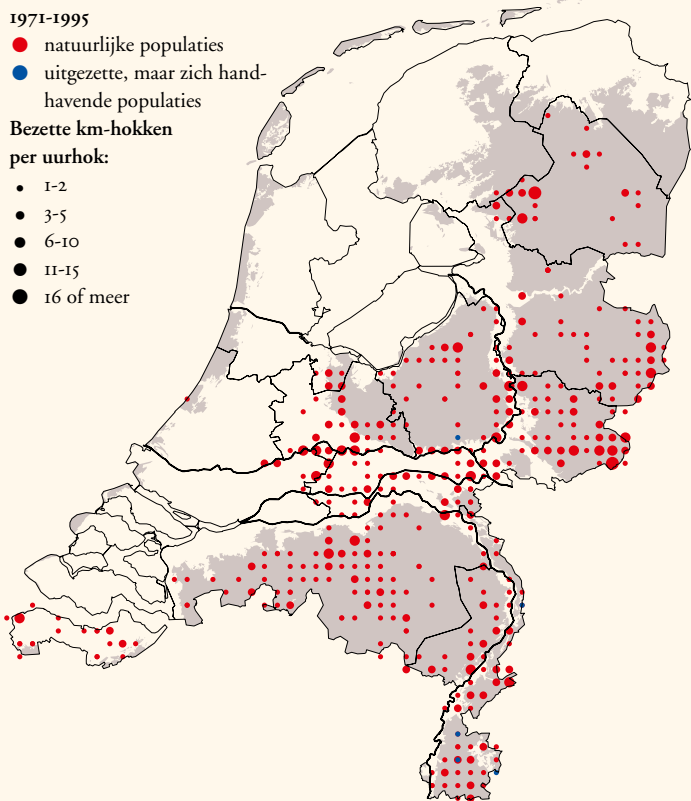 1971-1995
natuurlijke populaties
uitgezette, maar zich hand-
havende populaties
Bezette km-hokken
per uurhok:
1-2
3-5
6-10
11-15
16 of meer